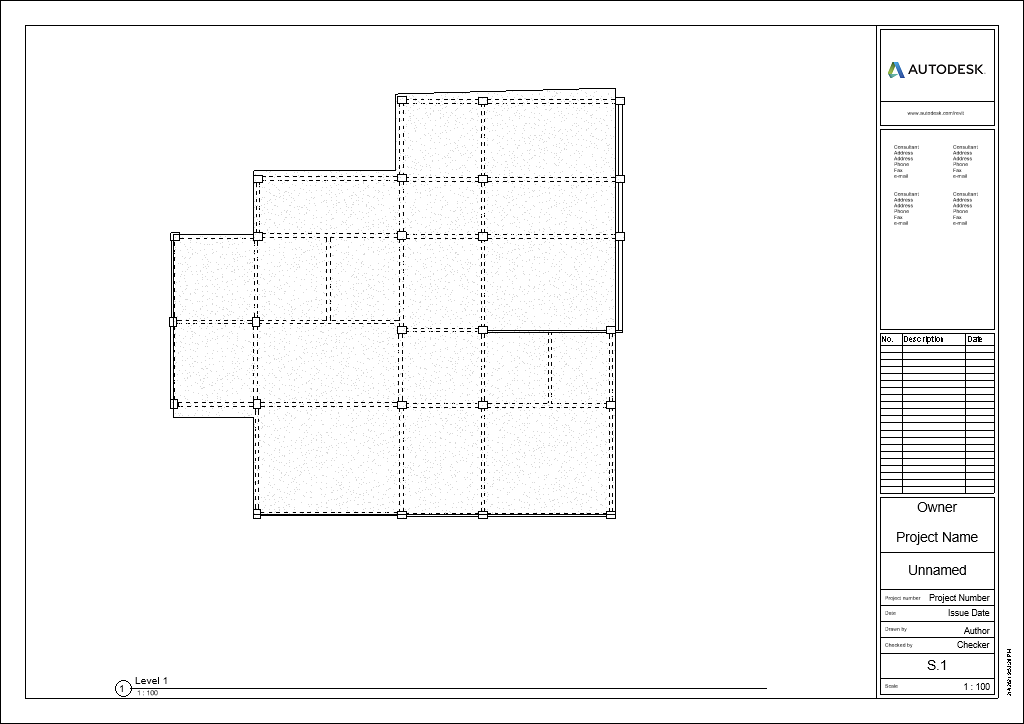 AUTODESK
www.autodesk.com/revit
Consultant
Address
Address
Phone
Fax
e-mail
Consultant
Address
Address
Phone
Fax
e-mail
Consultant
Address
Address
Phone
Fax
e-mail
Consultant
Address
Address
Phone
Fax
e-mail
No. Description Date
Owner
Project Name
Unnamed
Project number Project Number
Date Issue Date
Drawn by Author
Checked by Checker
S.1
Scale 1 : 100
1 Level 1
1 : 100